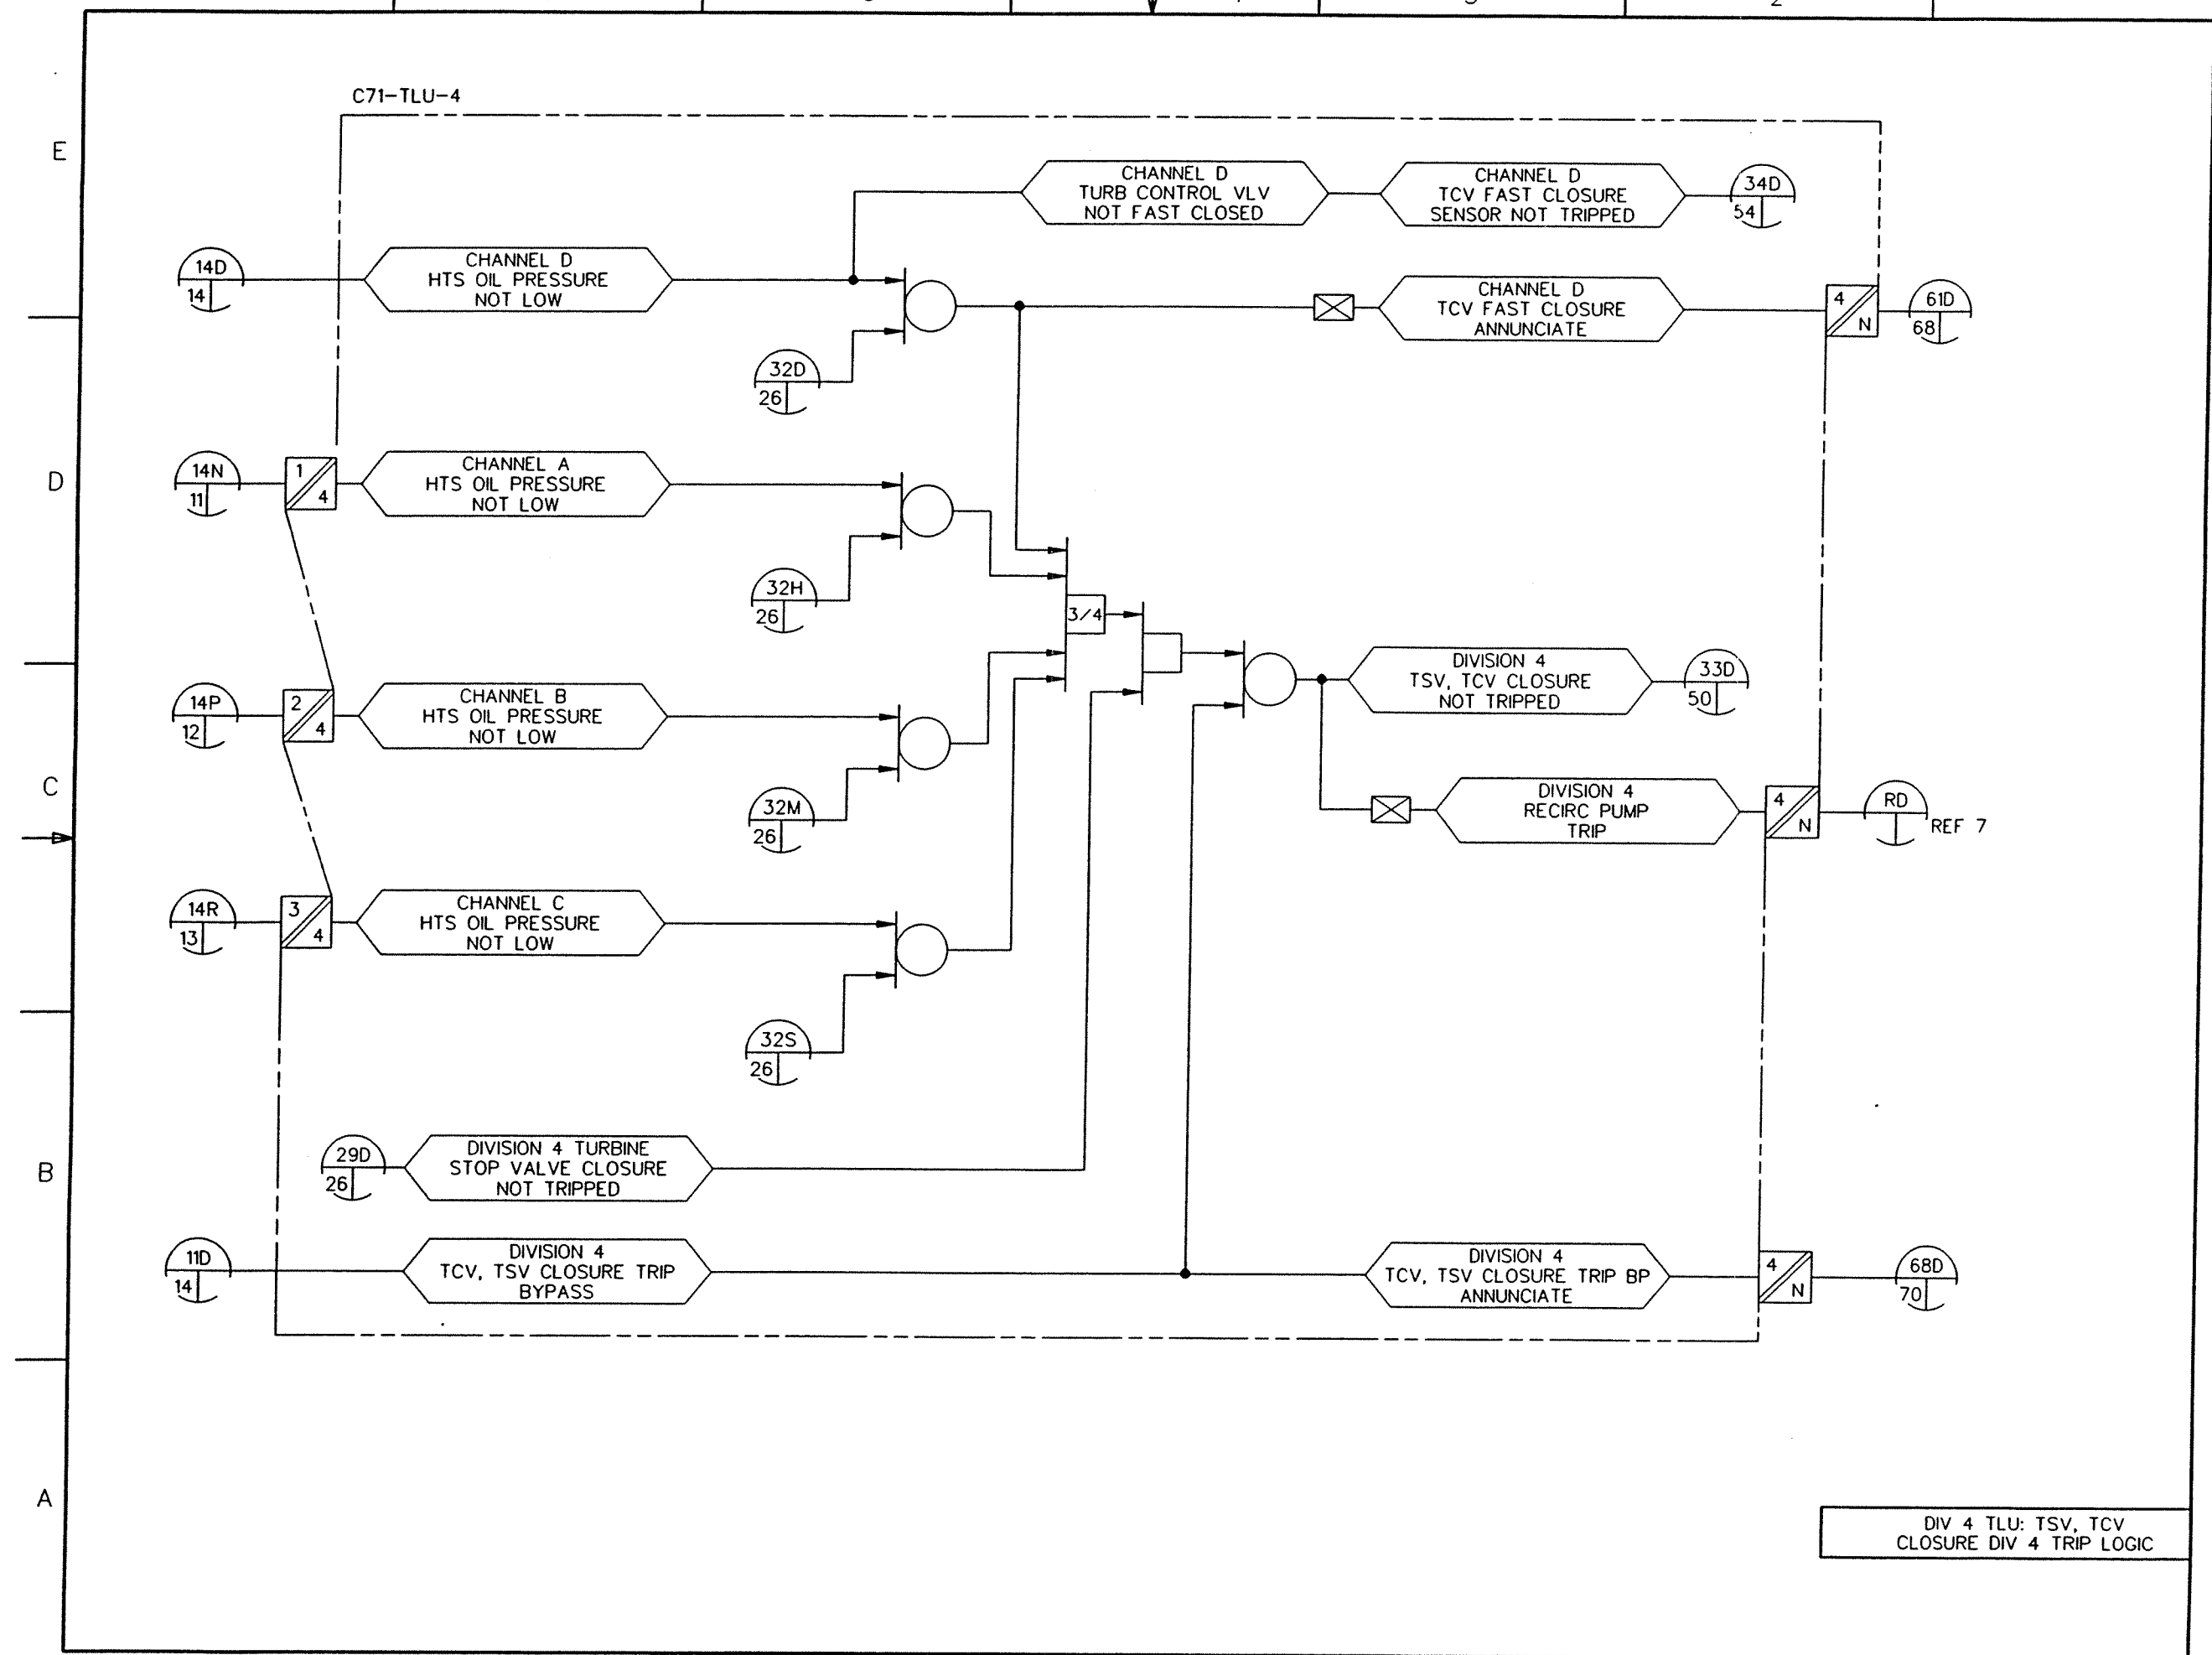 2
C71-TLU-4
E
CHANNEL D
TURB CONTROL VLV
NOT FAST CLOSED
CHANNEL D
TCV FAST CLOSURE
SENSOR NOT TRIPPED
34D
54
14D
14
CHANNEL D
HTS OIL PRESSURE
NOT LOW
CHANNEL D
TCV FAST CLOSURE
ANNUNCIATE
4
N
61D
68
32D
26
D
14N
11
1
4
CHANNEL A
HTS OIL PRESSURE
NOT LOW
32H
26
3/4
14P
12
2
4
CHANNEL B
HTS OIL PRESSURE
NOT LOW
DIVISION 4
TSV, TCV CLOSURE
NOT TRIPPED
33D
50
C
32M
26
DIVISION 4
RECIRC PUMP
TRIP
4
N
RD
REF 7
14R
13
3
4
CHANNEL C
HTS OIL PRESSURE
NOT LOW
32S
26
B
29D
26
DIVISION 4 TURBINE
STOP VALVE CLOSURE
NOT TRIPPED
11D
14
DIVISION 4
TCV, TSV CLOSURE TRIP
BYPASS
DIVISION 4
TCV, TSV CLOSURE TRIP BP
ANNUNCIATE
4
N
68D
70
A
DIV 4 TLU: TSV, TCV
CLOSURE DIV 4 TRIP LOGIC